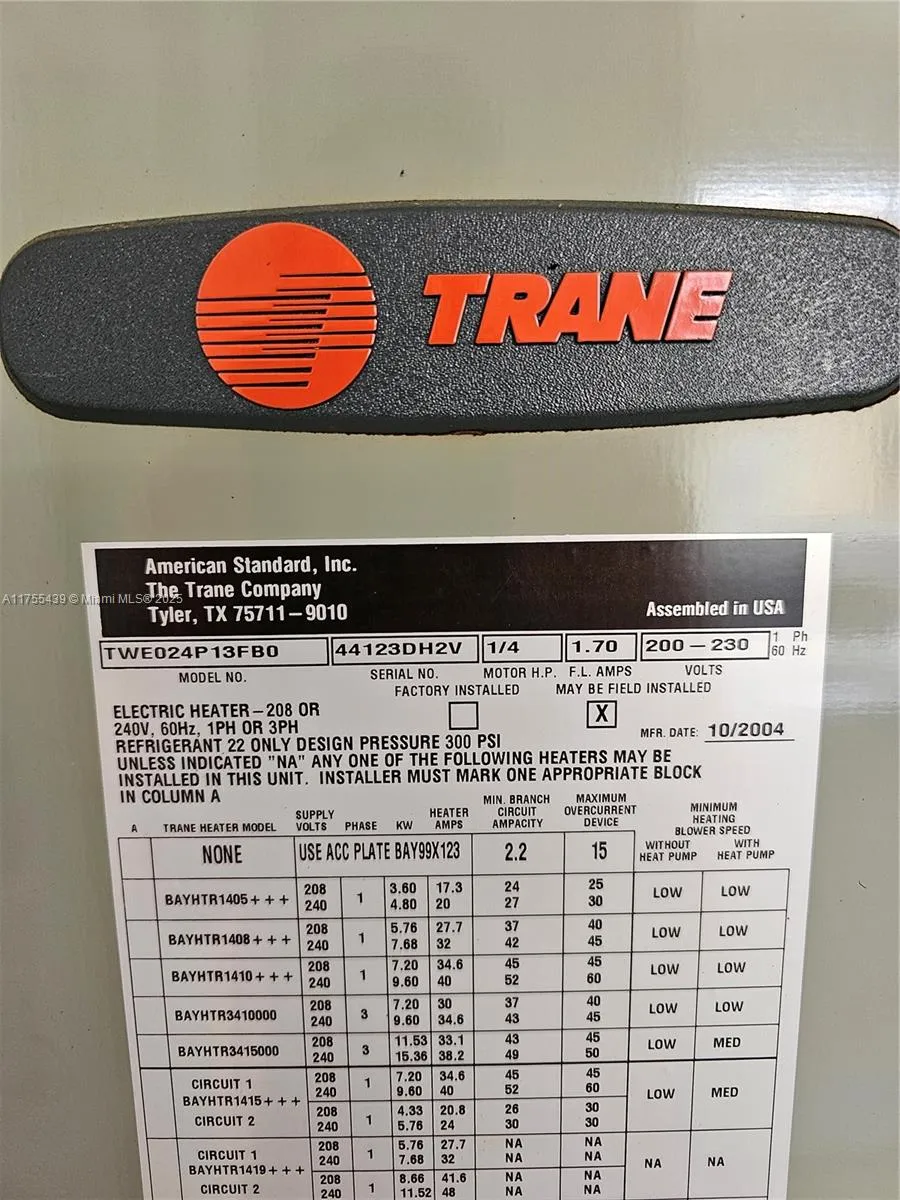 TRANE
American Standard, Inc.
The Trane Company
Tyler, TX 75711-9010
Assembled in USA
A11755439 © Miami MLS® 2025
TWE024P13FB0 44123DH2V 1/4 1.70 200 - 230 1 Ph
60 Hz
MODEL NO. SERIAL NO. MOTOR H.P. F.L. AMPS VOLTS
FACTORY INSTALLED MAY BE FIELD INSTALLED
ELECTRIC HEATER-208 OR
240V, 60Hz, 1PH OR 3PH
X
MFR. DATE: 10/2004
REFRIGERANT 22 ONLY DESIGN PRESSURE 300 PSI
UNLESS INDICATED "NA" ANY ONE OF THE FOLLOWING HEATERS MAY BE
INSTALLED IN THIS UNIT. INSTALLER MUST MARK ONE APPROPRIATE BLOCK
IN COLUMN A
A TRANE HEATER MODEL SUPPLY VOLTS PHASE KW HEATER AMPS MIN. BRANCH CIRCUIT AMPACITY MAXIMUM OVERCURRENT DEVICE MINIMUM HEATING BLOWER SPEED
WITHOUT HEAT PUMP WITH HEAT PUMP
NONE USE ACC PLATE BAY99X123 2.2 15
BAYHTR1405+++ 208 1 3.60 17.3 24 25 LOW LOW
240 4.80 20 27 30
BAYHTR1408+++ 208 1 5.76 27.7 37 40 LOW LOW
240 7.68 32 42 45
BAYHTR1410+++ 208 1 7.20 34.6 45 45 LOW LOW
240 9.60 40 52 60
BAYHTR3410000 208 3 7.20 30 37 40 LOW LOW
240 9.60 34.6 43 45
BAYHTR3415000 208 3 11.53 33.1 43 45 LOW MED
240 15.36 38.2 49 50
CIRCUIT 1 208 1 7.20 34.6 45 45
240 9.60 40 52 60
BAYHTR1415+++ LOW MED
CIRCUIT 2 208 1 4.33 20.8 26 30
240 5.76 24 30 30
CIRCUIT 1 208 1 5.76 27.7 NA NA
240 7.68 32 NA NA
BAYHTR1419+++ NA NA
CIRCUIT 2 208 1 8.66 41.6 NA NA
240 11.52 48 NA NA